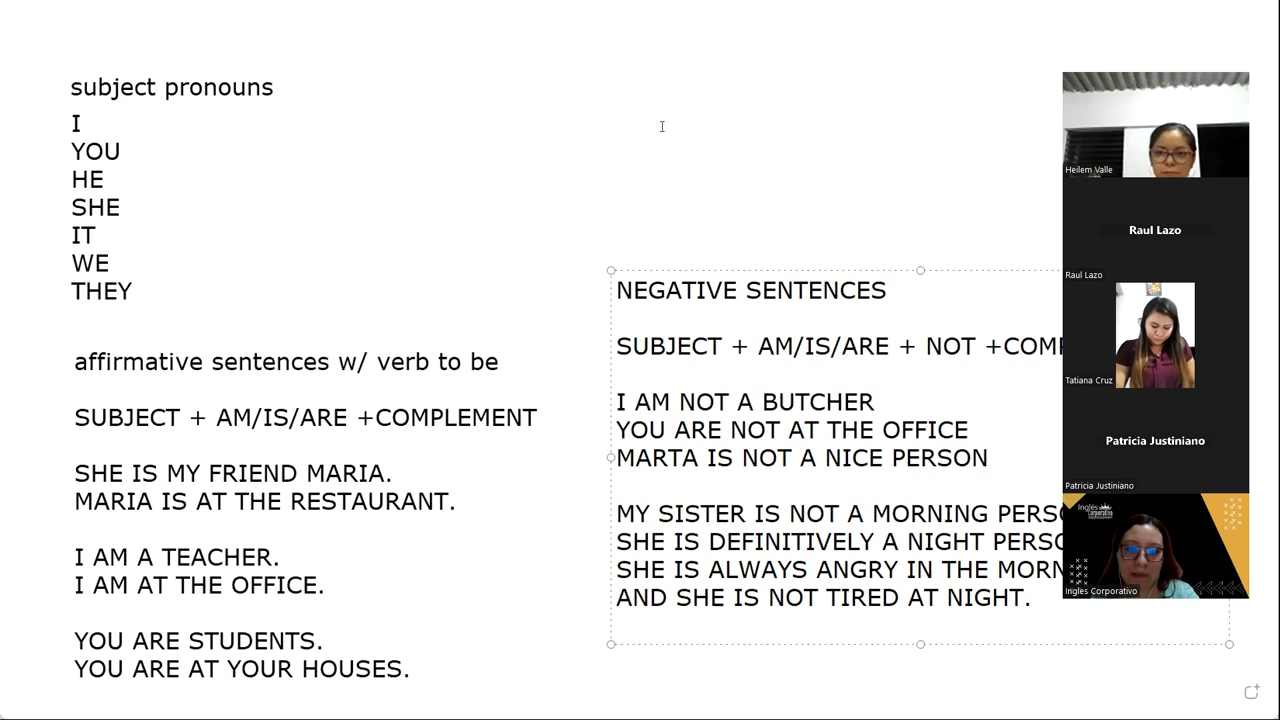 subject pronouns
I
YOU
HE
SHE
IT
WE
THEY
affirmative sentences w/ verb to be
SUBJECT + AM/IS/ARE +COMPLEMENT
SHE IS MY FRIEND MARIA.
MARIA IS AT THE RESTAURANT.
I AM A TEACHER.
I AM AT THE OFFICE.
YOU ARE STUDENTS.
YOU ARE AT YOUR HOUSES.
NEGATIVE SENTENCES
SUBJECT + AM/IS/ARE + NOT +COMP
I AM NOT A BUTCHER
YOU ARE NOT AT THE OFFICE
MARTA IS NOT A NICE PERSON
MY SISTER IS NOT A MORNING PERSO
SHE IS DEFINITIVELY A NIGHT PERSO
SHE IS ALWAYS ANGRY IN THE MORN
AND SHE IS NOT TIRED AT NIGHT.
Heilem Valle
Raul Lazo
Raul Lazo
Tatiana Cruz
Patricia Justiniano
Patricia Justiniano
Inglés
Corporativo
Ingles Corporativo